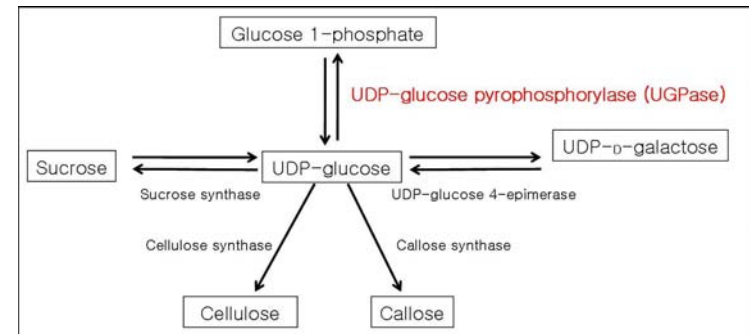 Glucose 1-phosphate
UDP-glucose pyrophosphorylase (UGPase)
Sucrose
UDP-glucose
UDP-D-galactose
Sucrose synthase
UDP-glucose 4-epimerase
Cellulose synthase
Callose synthase
Cellulose
Callose